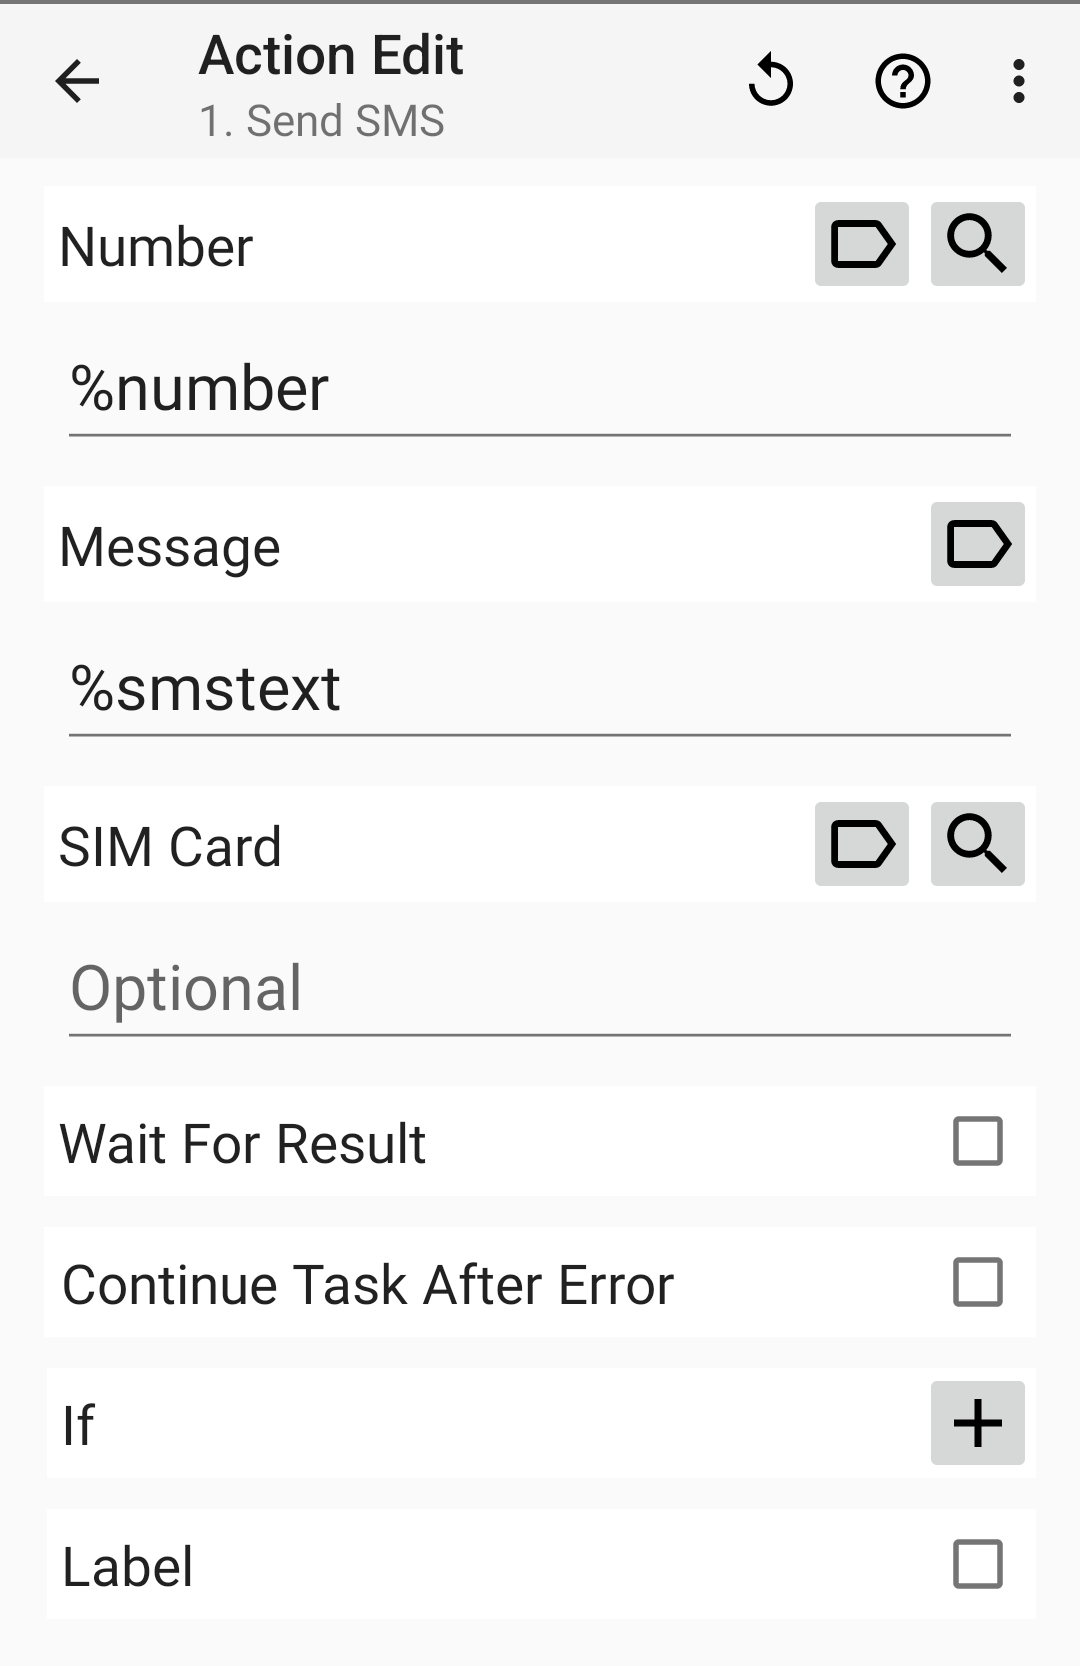 Action Edit
1. Send SMS
Number
%number
Message
%smstext
SIM Card
Optional
Wait For Result
Continue Task After Error
If
Label